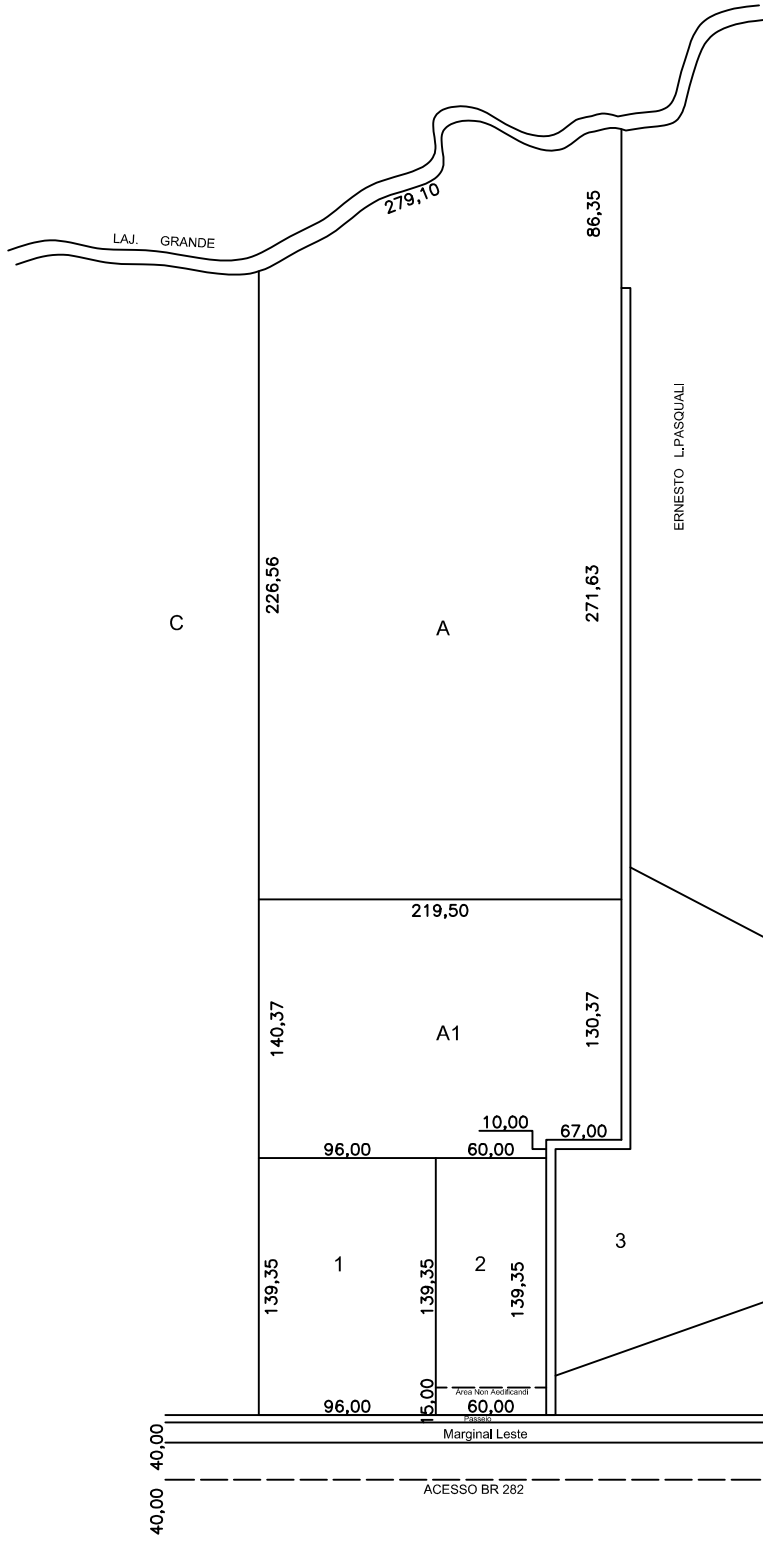 279,10
86,35
LAJ. GRANDE
ERNESTO L.PASQUALI
226,56
271,63
C
A
219,50
140,37
130,37
A1
10,00
67,00
96,00
60,00
3
1
2
139,35
139,35
139,35
Área Non Aedificandi
15,00
96,00
60,00
Passeio
Marginal Leste
40,00
ACESSO BR 282
40,00